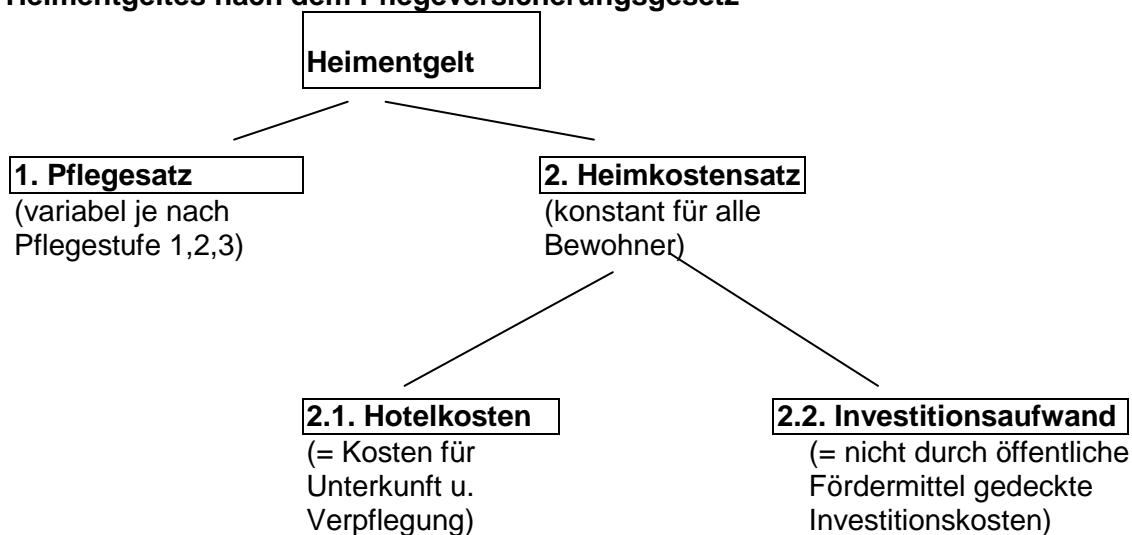 Heimentgeltes nach dem Pflegeversicherungsgesetz
Heimentgelt
1. Pflegesatz
(variabel je nach
Pflegestufe 1,2,3)
2. Heimkostensatz
(konstant für alle
Bewohner)
2.1. Hotelkosten
(= Kosten für
Unterkunft u.
Verpflegung)
2.2. Investitionsaufwand
(= nicht durch öffentliche
Fördermittel gedeckte
Investitionskosten)